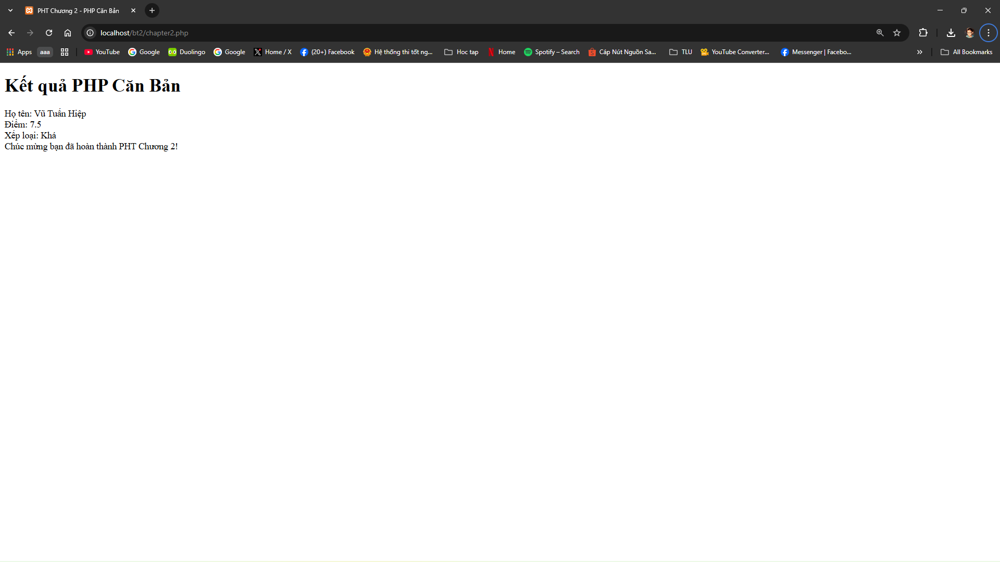 PHT Chương 2 - PHP Căn Bản
localhost/bt2/chapter2.php
Apps aaa YouTube Google Duolingo Google Home / X (20+) Facebook Hệ thống thi tốt ng... Hoc tap Home Spotify – Search Cáp Nút Nguồn Sa... TLU YouTube Converter... Messenger | Facebo... All Bookmarks
Kết quả PHP Căn Bản
Họ tên: Vũ Tuấn Hiệp
Điểm: 7.5
Xếp loại: Khá
Chúc mừng bạn đã hoàn thành PHT Chương 2!